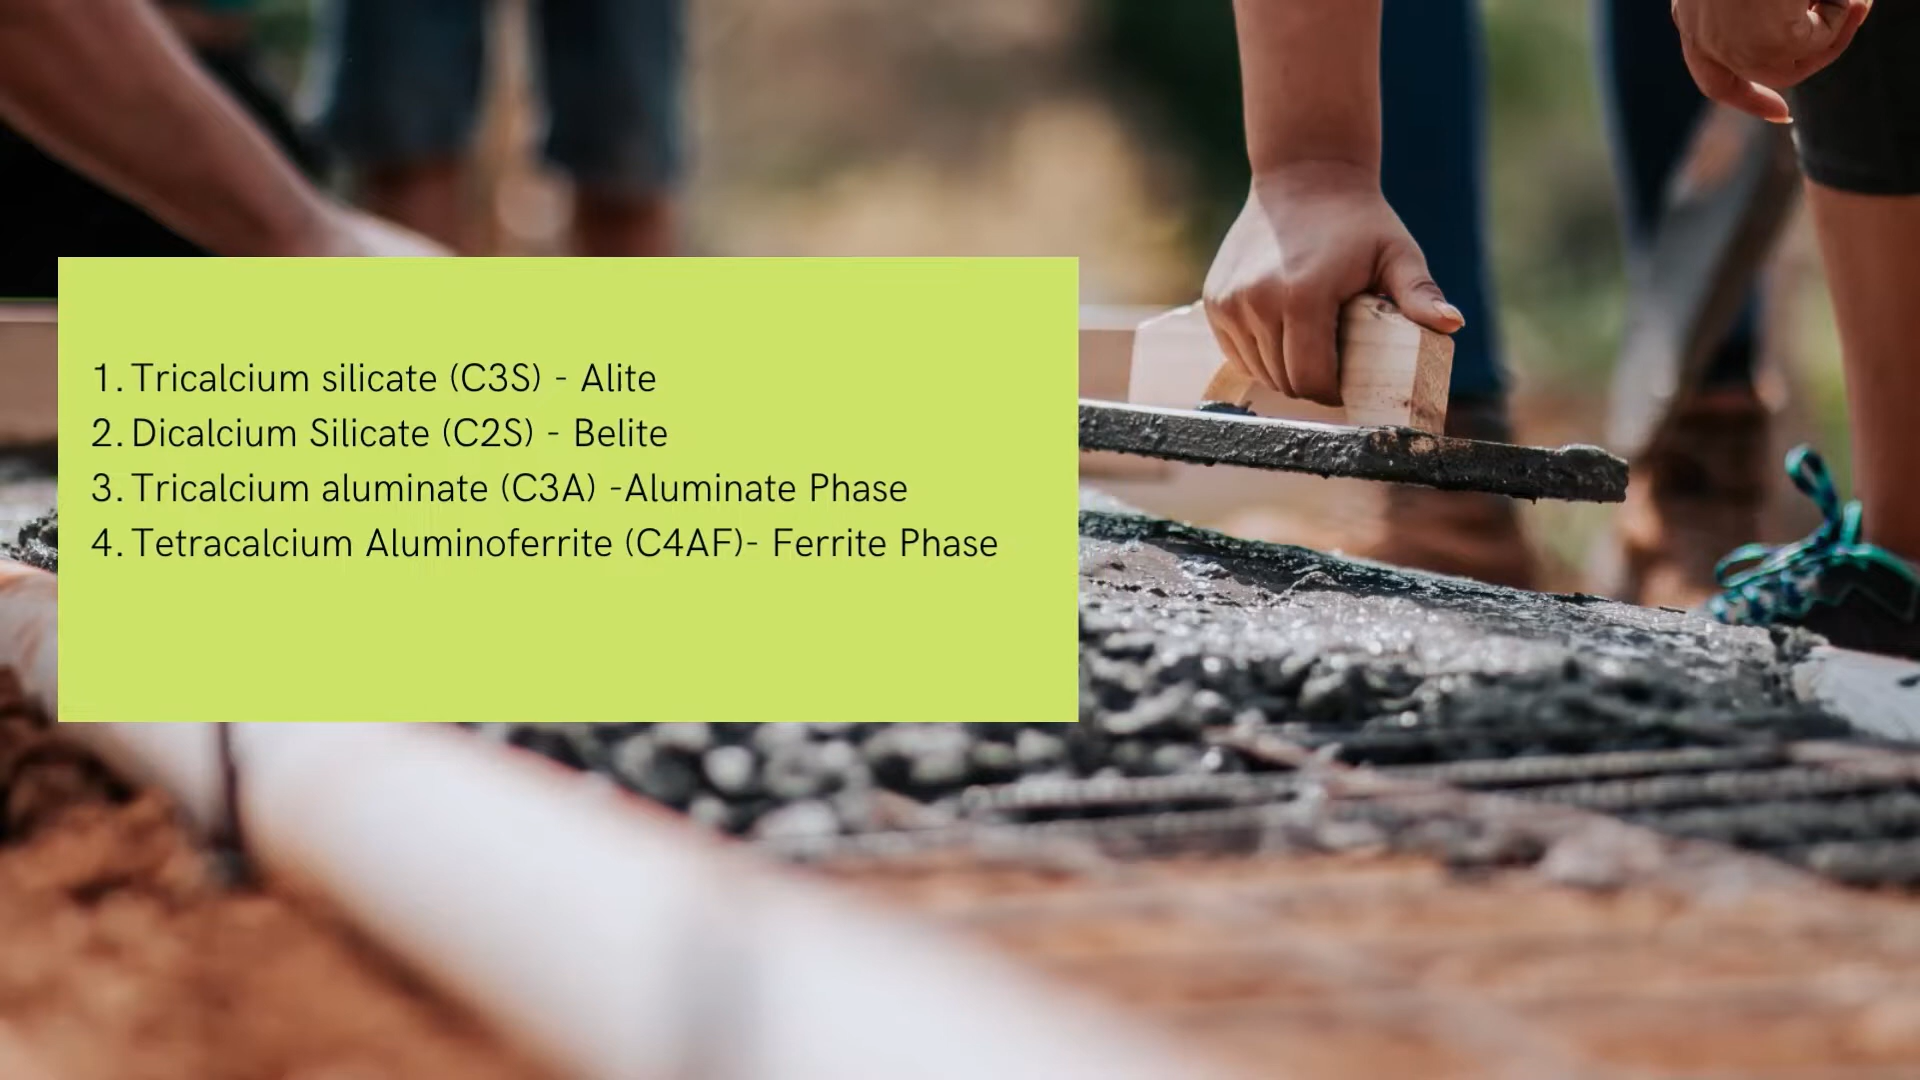 1. Tricalcium silicate (C3S) - Alite
2. Dicalcium Silicate (C2S) - Belite
3. Tricalcium aluminate (C3A) -Aluminate Phase
4. Tetracalcium Aluminoferrite (C4AF)- Ferrite Phase